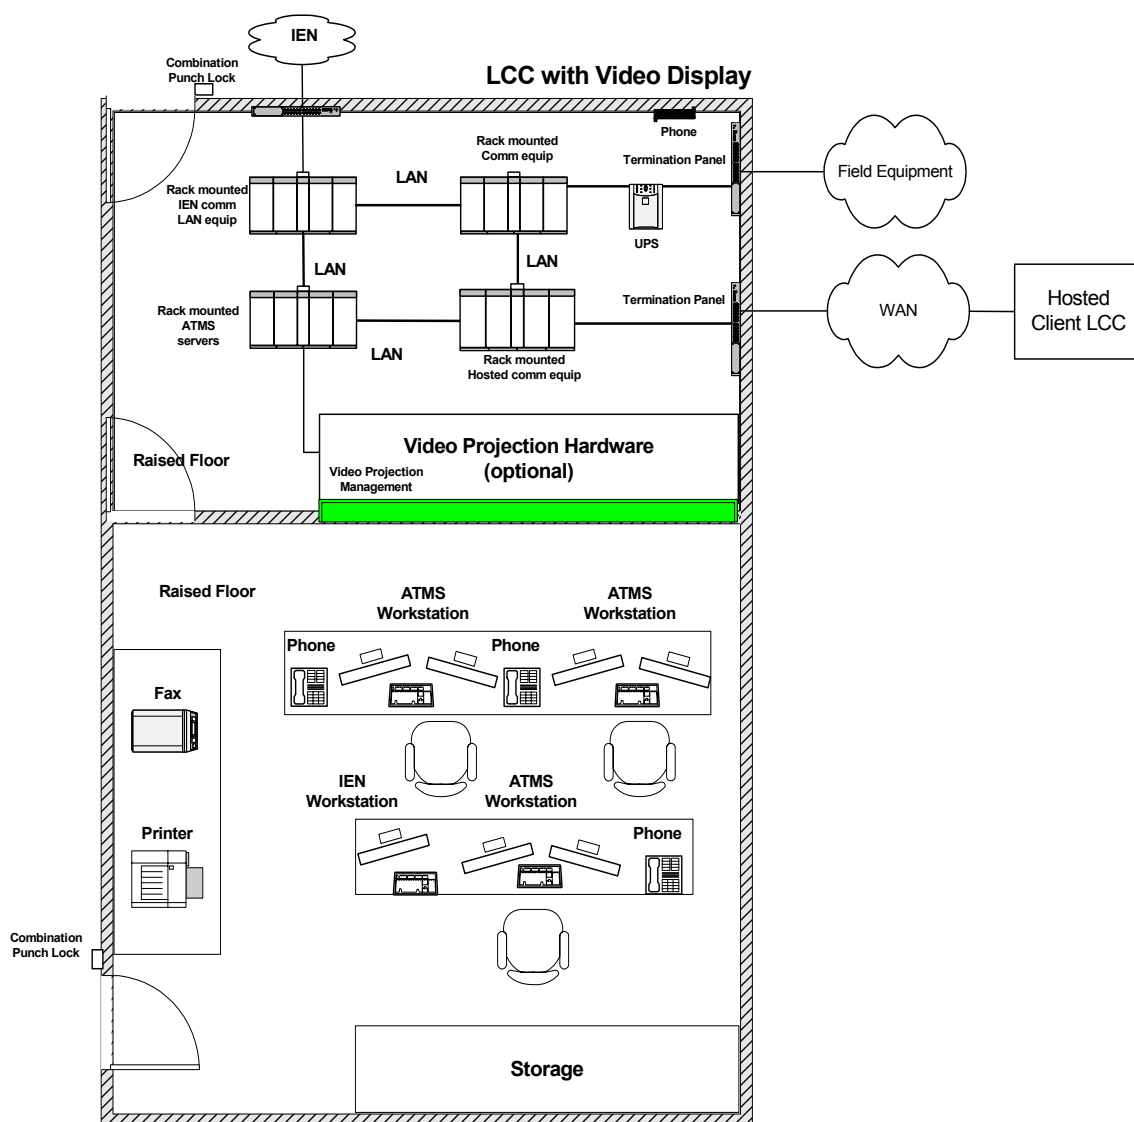 IEN
Combination
Punch Lock
LCC with Video Display
Phone
Rack mounted
Comm equip
Termination Panel
Field Equipment
LAN
Rack mounted
IEN comm
LAN equip
UPS
LAN
LAN
Rack mounted
ATMS
servers
Termination Panel
WAN
Hosted
Client LCC
LAN
Rack mounted
Hosted comm equip
Video Projection Hardware
(optional)
Video Projection
Management
Raised Floor
Raised Floor
ATMS
Workstation
ATMS
Workstation
Phone
Phone
Fax
IEN
Workstation
ATMS
Workstation
Printer
Phone
Combination
Punch Lock
Storage